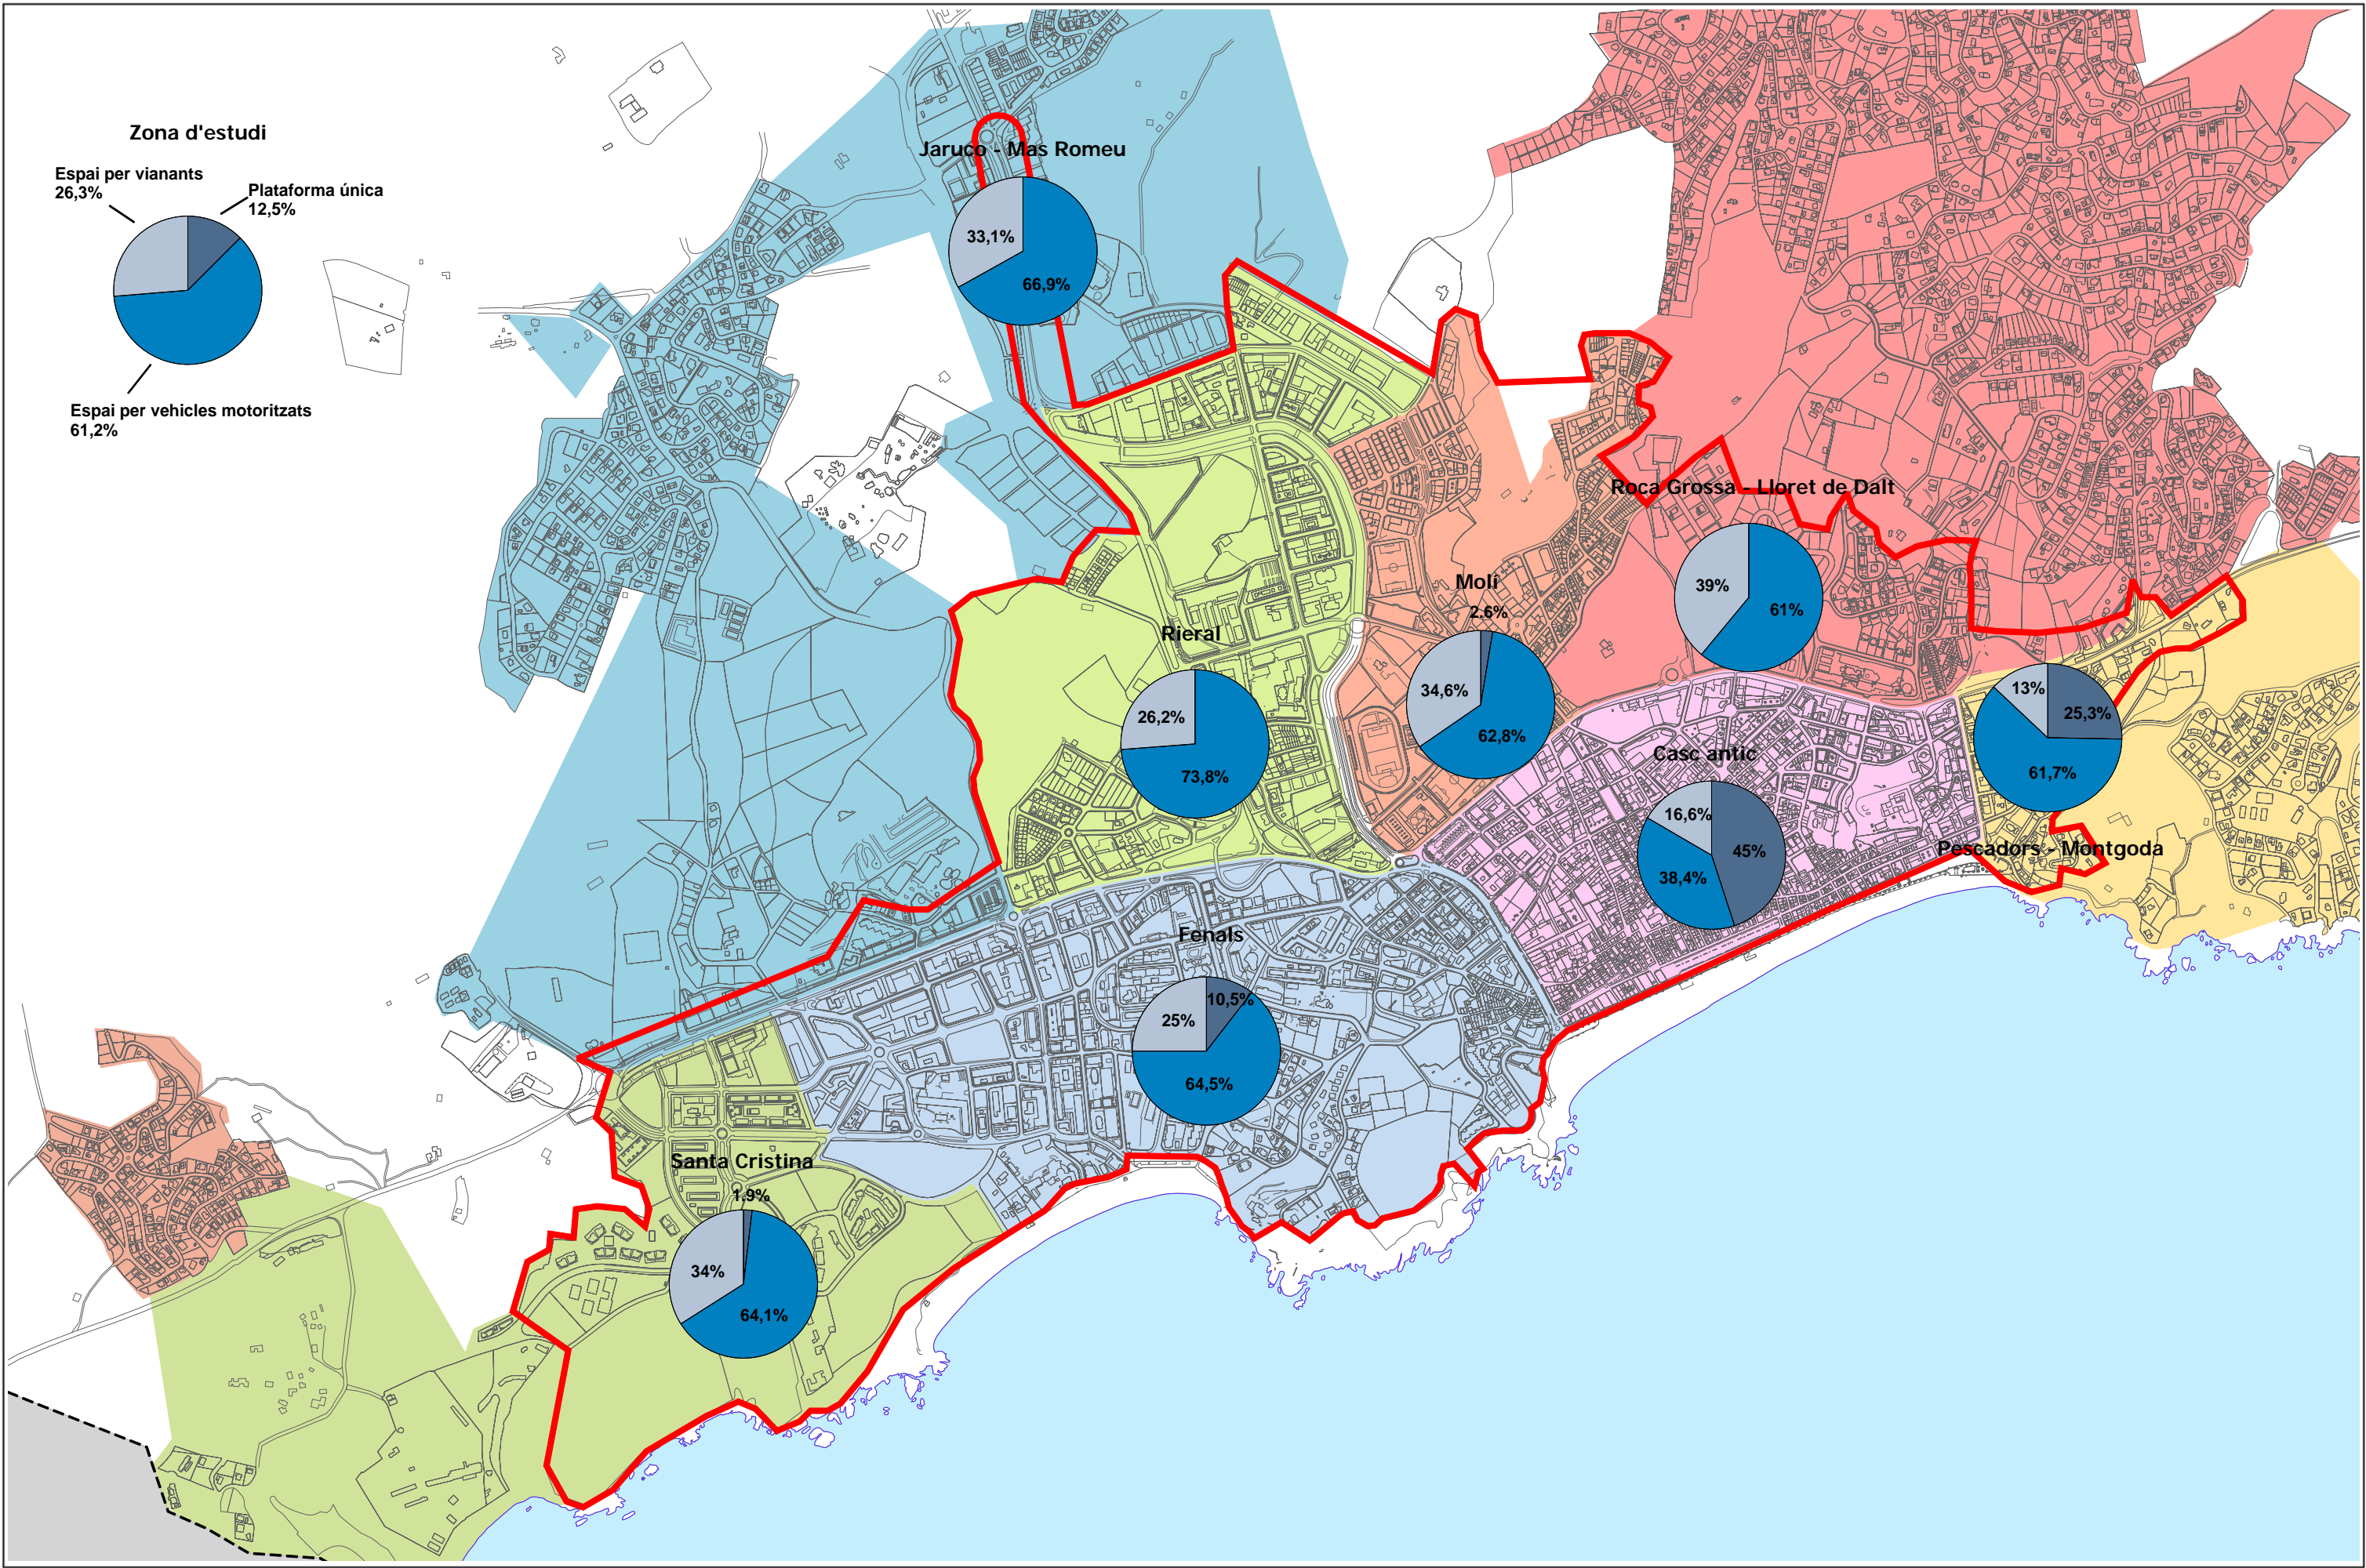 Zona d'estudi
Espai per vianants
26,3%
Plataforma única
12,5%
Espai per vehicles motoritzats
61,2%
Jaruco - Mas Romeu
33,1%
66,9%
Roca Grossa - Lloret de Dalt
39%
61%
Molí
2.6%
34,6%
62,8%
Rieral
26,2%
73,8%
13%
25,3%
61,7%
Pescadors - Montgoda
Casc antic
16,6%
45%
38,4%
Fenals
10,5%
25%
64,5%
Santa Cristina
1.9%
34%
64,1%